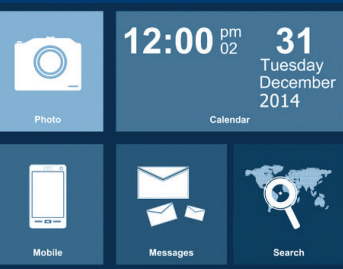 12:00 pm
02
31
Tuesday
December
2014
Photo
Calendar
Mobile
Messages
Search